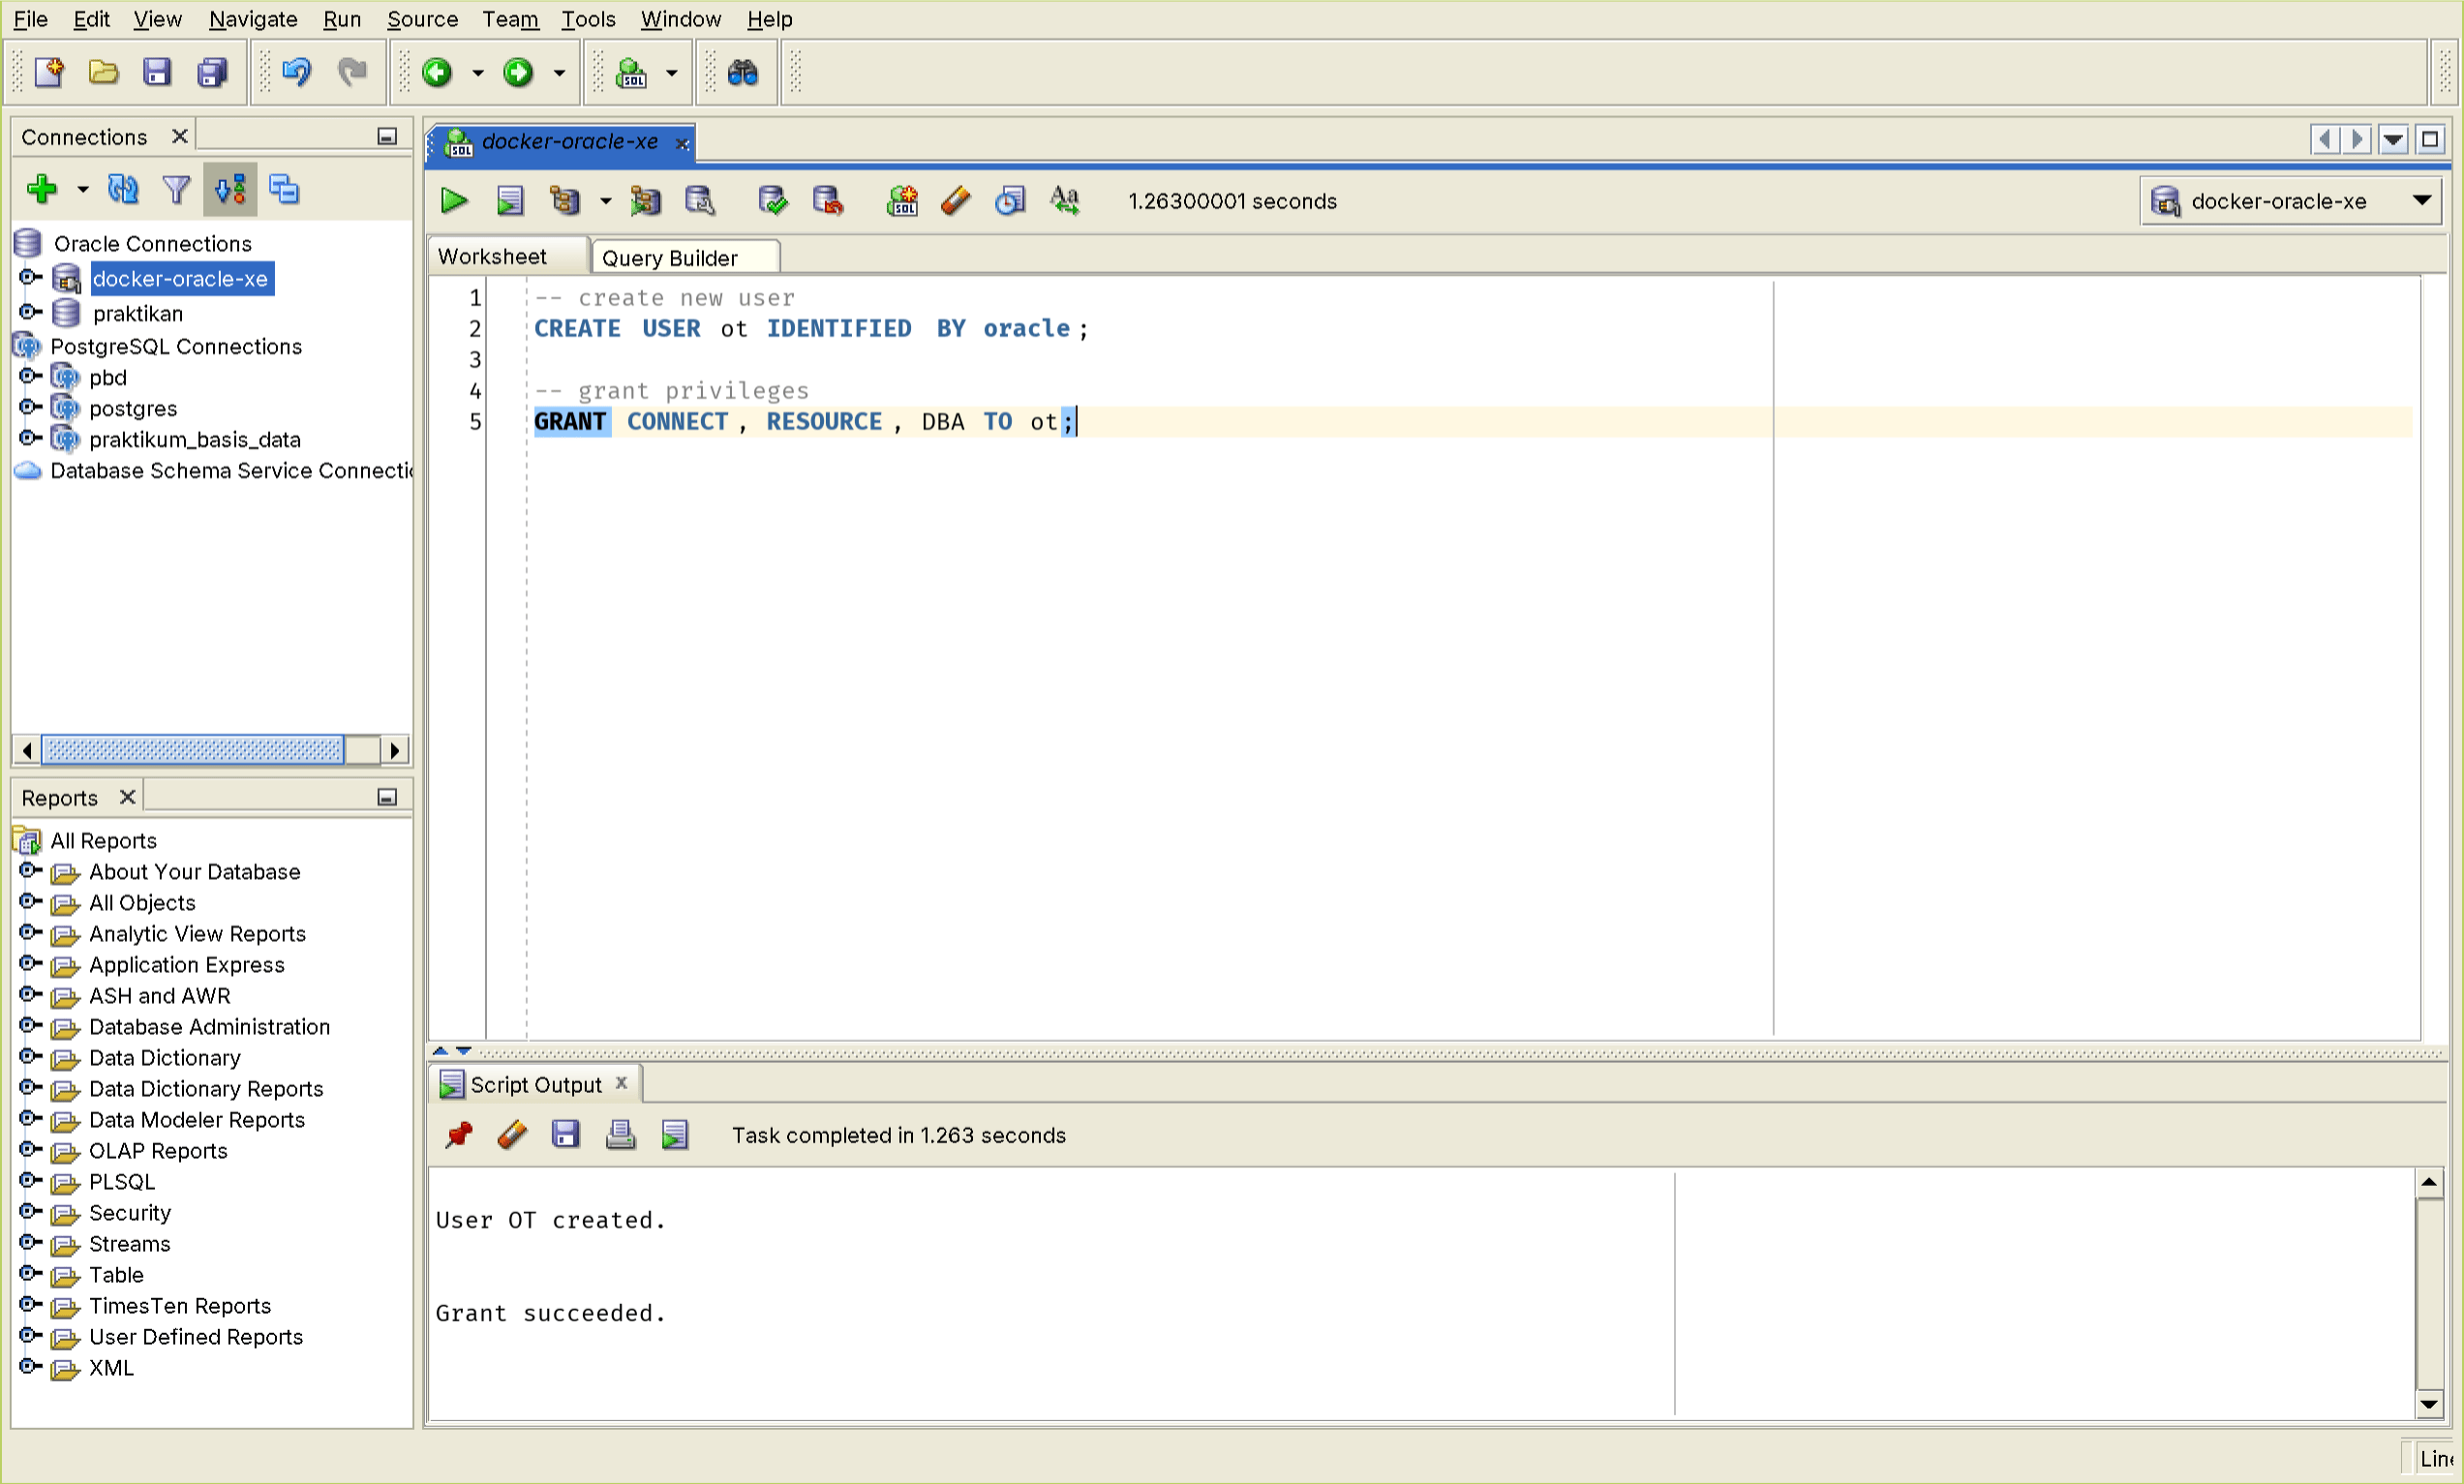 File Edit View Navigate Run Source Team Tools Window Help
Connections
Oracle Connections
docker-oracle-xe
praktikan
PostgreSQL Connections
pbd
postgres
praktikum_basis_data
Database Schema Service Connecti
Reports
All Reports
About Your Database
All Objects
Analytic View Reports
Application Express
ASH and AWR
Database Administration
Data Dictionary
Data Dictionary Reports
Data Modeler Reports
OLAP Reports
PLSQL
Security
Streams
Table
TimesTen Reports
User Defined Reports
XML
docker-oracle-xe
1.26300001 seconds
docker-oracle-xe
Worksheet Query Builder
1 -- create new user
2 CREATE USER ot IDENTIFIED BY oracle;
3
4 -- grant privileges
5 GRANT CONNECT, RESOURCE, DBA TO ot;
Script Output
Task completed in 1.263 seconds
User OT created.
Grant succeeded.
Line